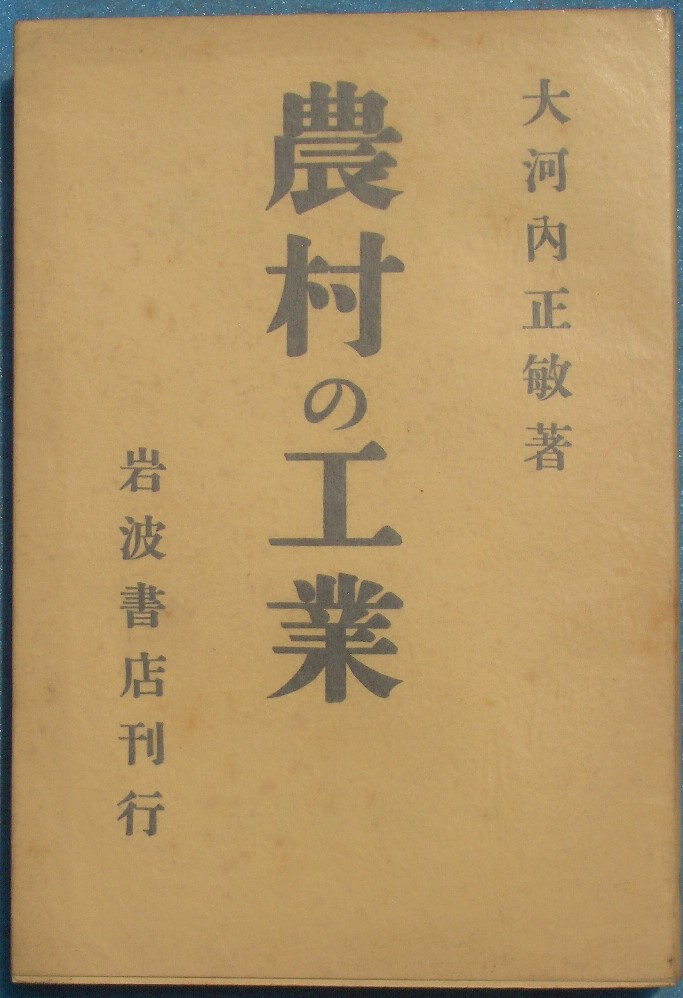 大河内正敏著
農村の工業
岩波書店刊行